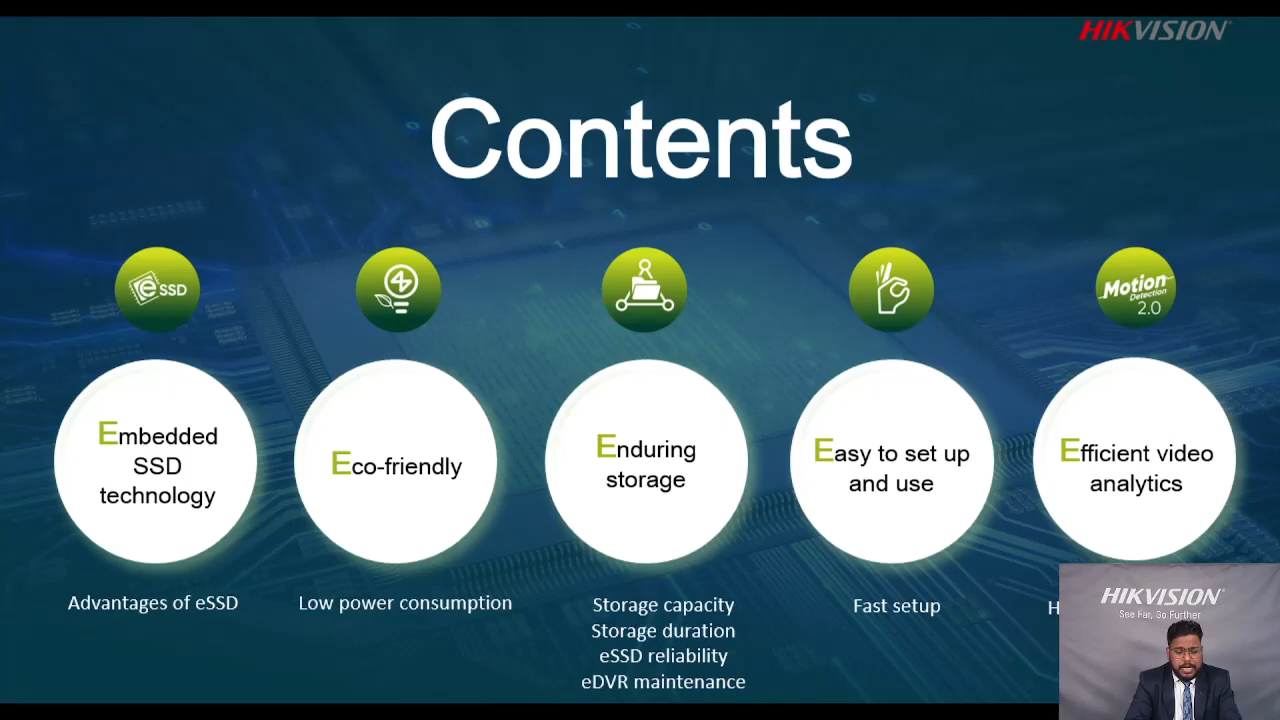 HIKVISION
Contents
eSSD
Motion
Detection
2.0
Embedded
SSD
technology
Eco-friendly
Enduring
storage
Easy to set up
and use
Efficient video
analytics
Advantages of eSSD
Low power consumption
Storage capacity
Storage duration
eSSD reliability
eDVR maintenance
Fast setup
HIKVISION
See Far, Go Further